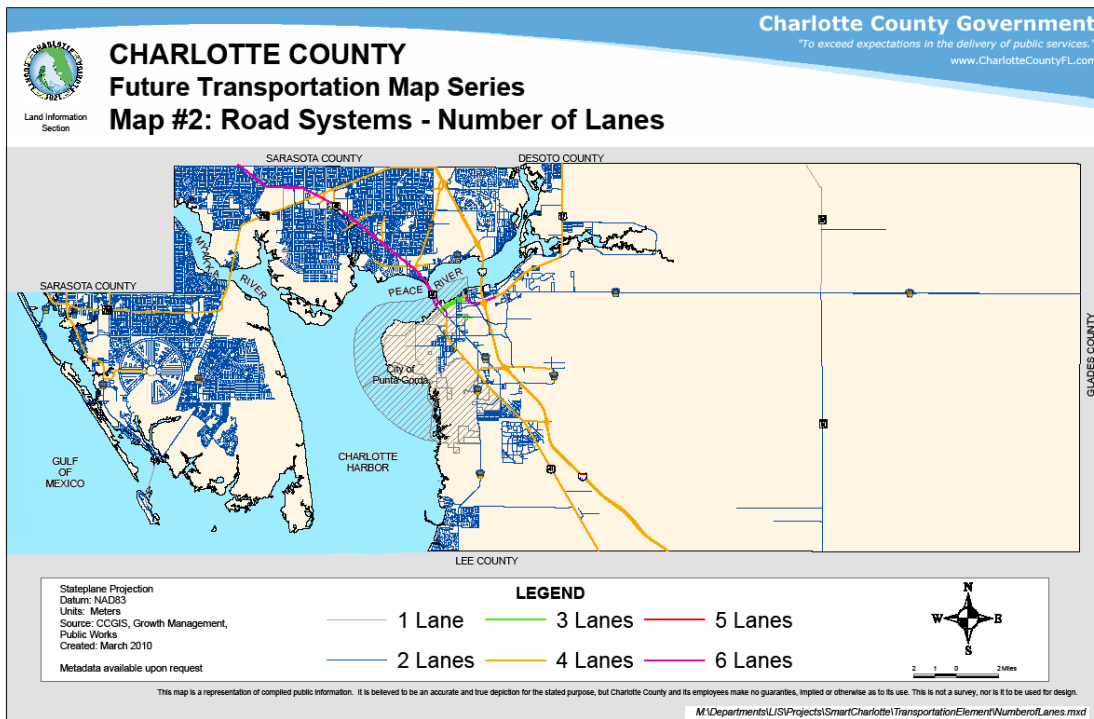 Charlotte County Government
"To exceed expectations in the delivery of public services."
www.CharlotteCountyFL.com
CHARLOTTE COUNTY
Future Transportation Map Series
Map #2: Road Systems - Number of Lanes
Land Information
Section
SARASOTA COUNTY
DESOTO COUNTY
MYAKKA
RIVER
PEACE RIVER
SARASOTA COUNTY
City of
Punta Gorda
GLADES COUNTY
GULF
OF
MEXICO
CHARLOTTE
HARBOR
LEE COUNTY
Stateplane Projection
Datum: NAD83
Units: Meters
Source: CCGIS, Growth Management,
Public Works
Created: March 2010
Metadata available upon request
LEGEND
1 Lane
3 Lanes
5 Lanes
2 Lanes
4 Lanes
6 Lanes
N
W E
S
2 1 0 2 Miles
This map is a representation of compiled public information. It is believed to be an accurate and true depiction for the stated purpose, but Charlotte County and its employees make no guaranties, implied or otherwise as to its use. This is not a survey, nor is it to be used for design.
M:\Departments\LIS\Projects\SmartCharlotte\TransportationElement\NumberofLanes.mxd